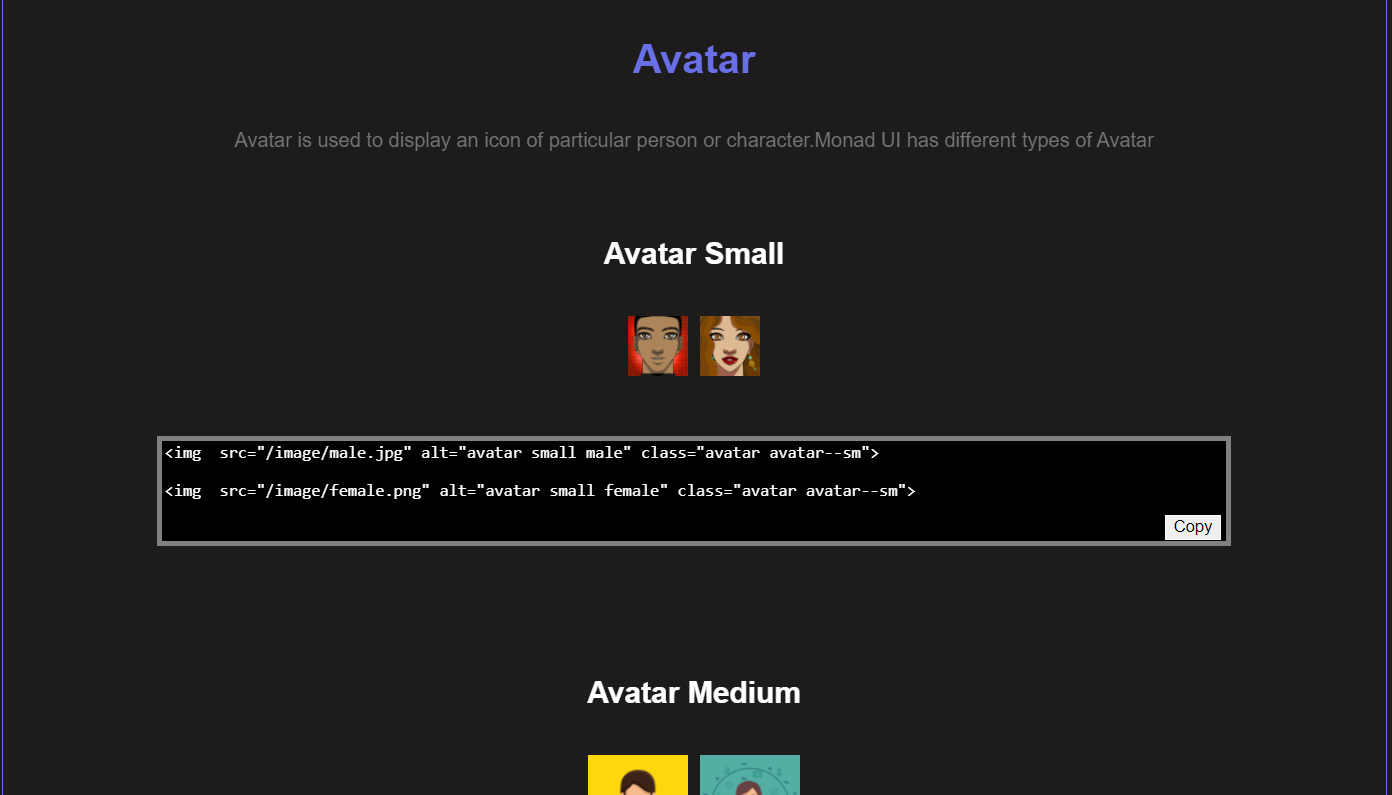 Avatar
Avatar is used to display an icon of particular person or character.Monad UI has different types of Avatar
Avatar Small
<img  src="/image/male.jpg" alt="avatar small male" class="avatar avatar--sm">
<img  src="/image/female.png" alt="avatar small female" class="avatar avatar--sm">
Copy
Avatar Medium